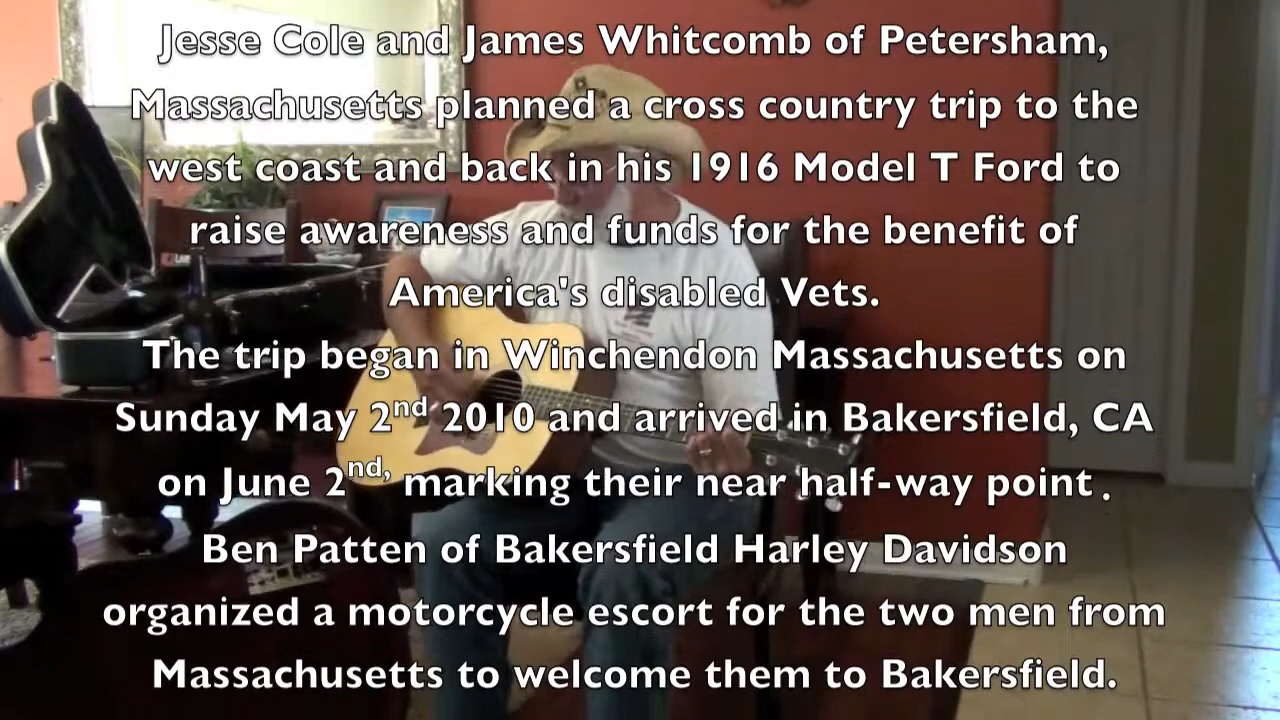 Jesse Cole and James Whitcomb of Petersham,
Massachusetts planned a cross country trip to the
west coast and back in his 1916 Model T Ford to
raise awareness and funds for the benefit of
America's disabled Vets.
The trip began in Winchendon Massachusetts on
Sunday May 2nd 2010 and arrived in Bakersfield, CA
on June 2nd, marking their near half-way point .
Ben Patten of Bakersfield Harley Davidson
organized a motorcycle escort for the two men from
Massachusetts to welcome them to Bakersfield.